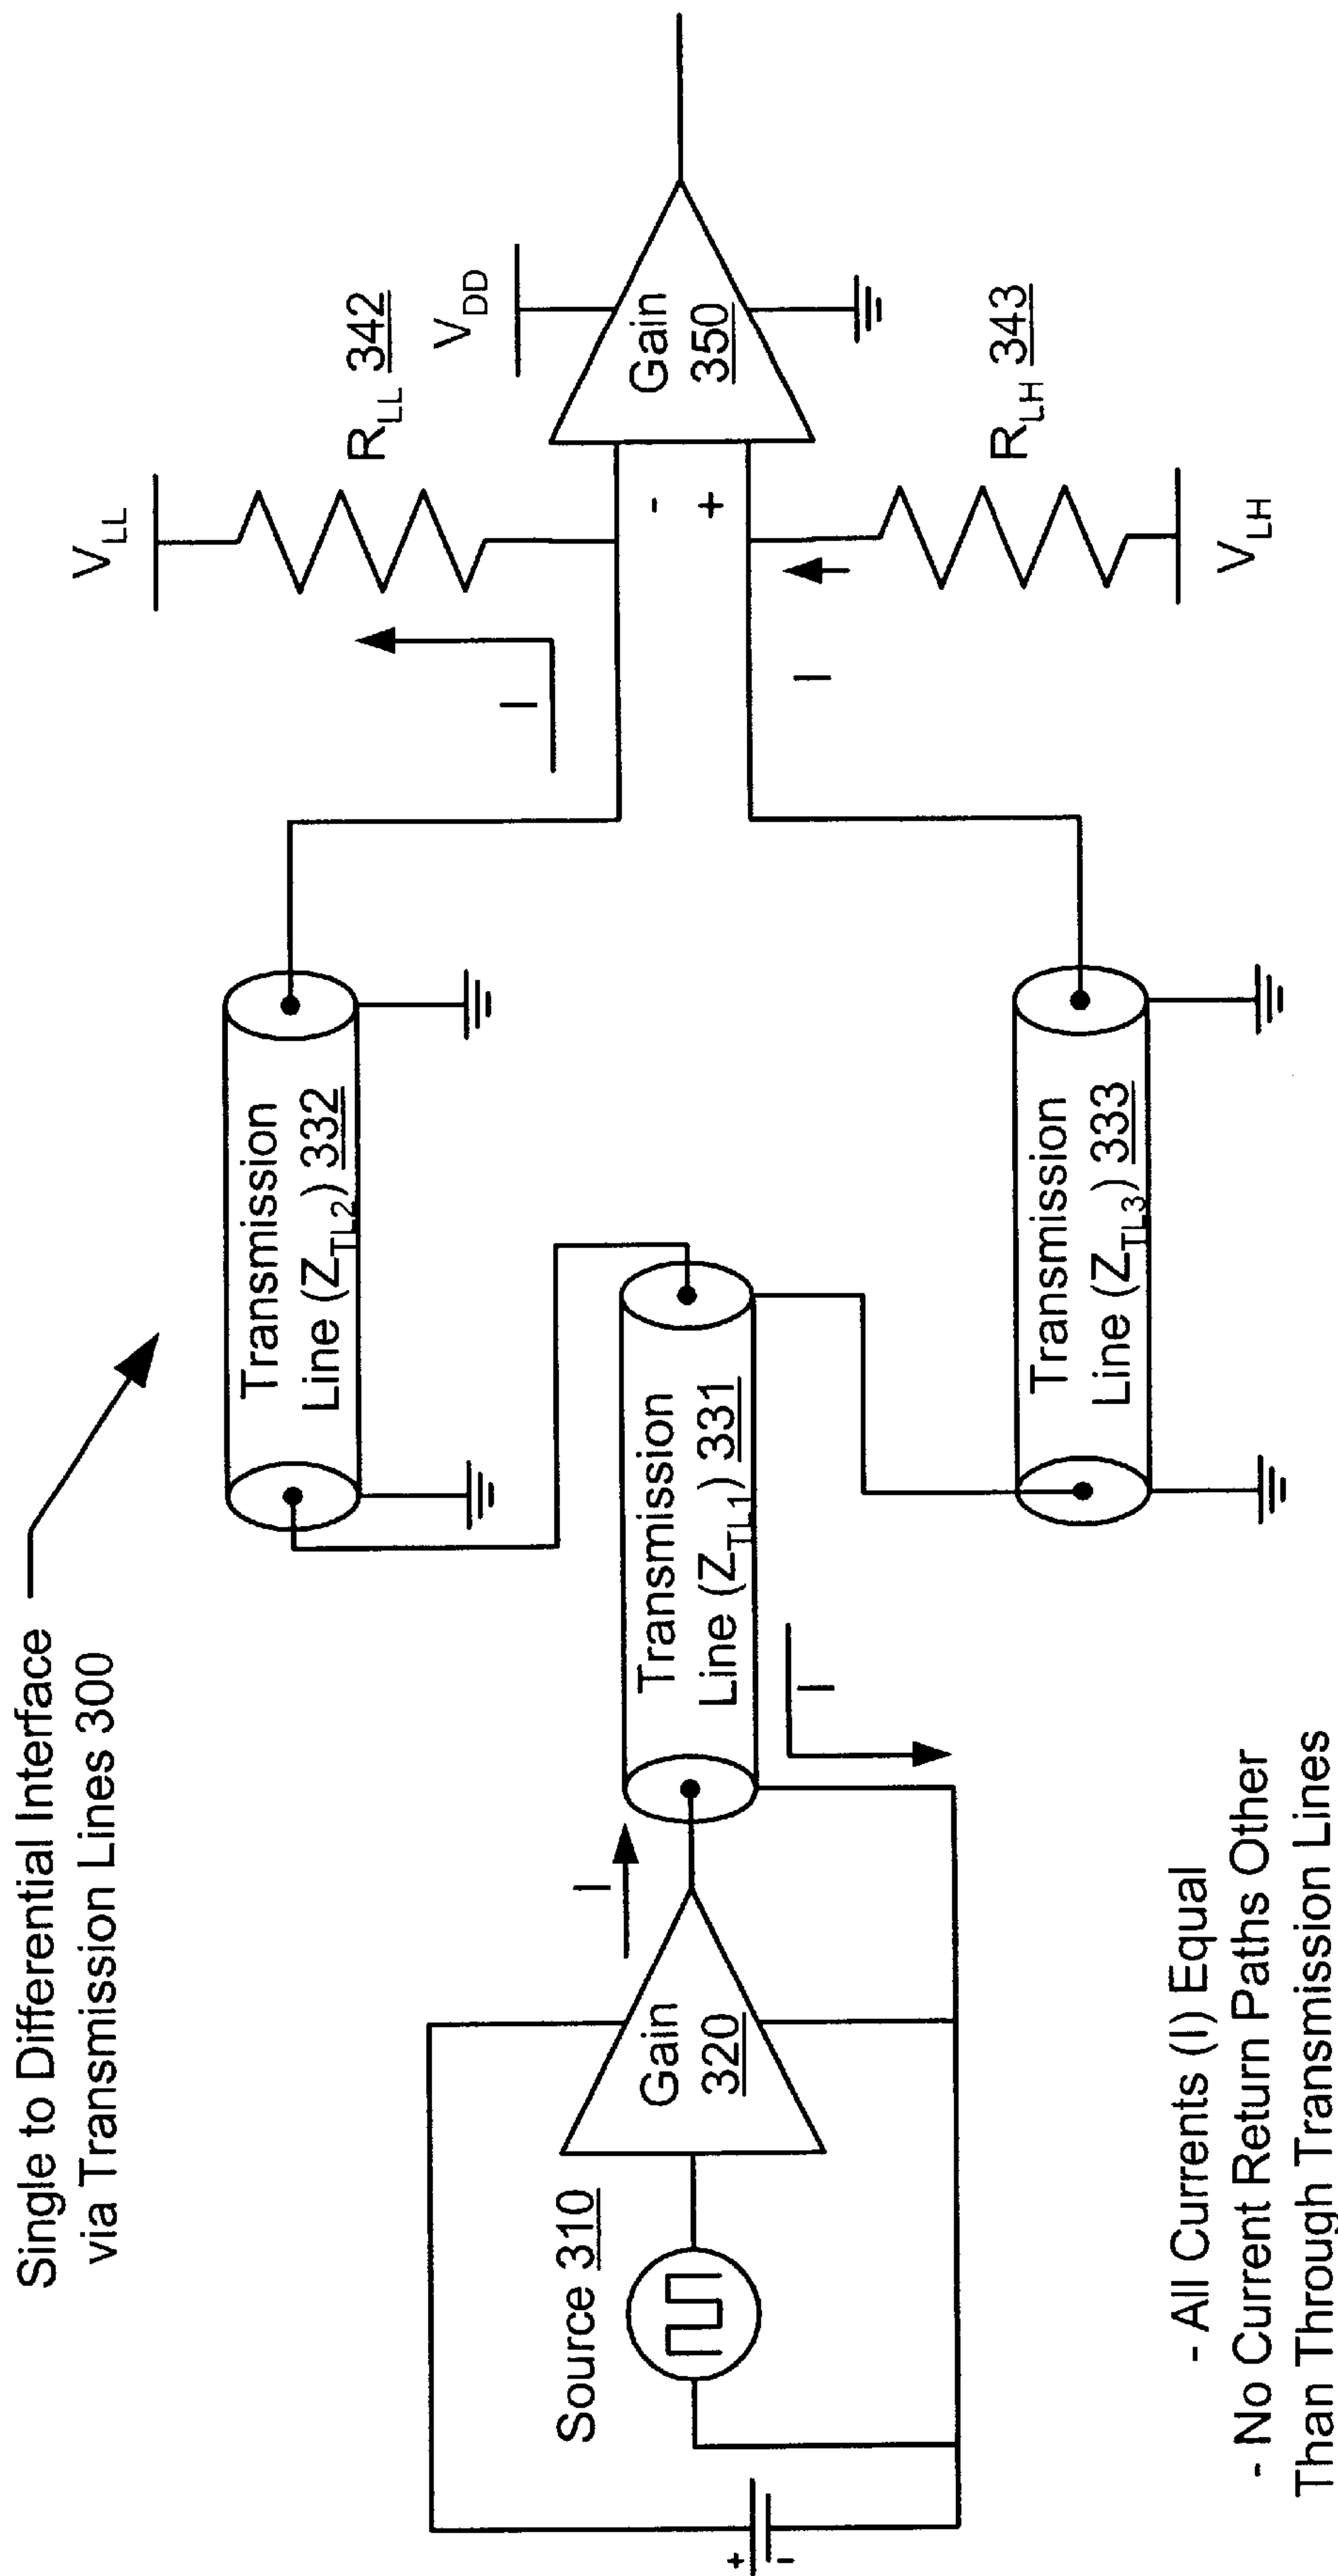 Single to Differential Interface
via Transmission Lines 300
Source 310
Gain
320
+
-
I
I
Transmission
Line (ZTL1) 331
Transmission
Line (ZTL2) 332
Transmission
Line (ZTL3) 333
I
I
VLL
RLL 342
VDD
-
+
Gain
350
RLH 343
VLH
- All Currents (I) Equal
- No Current Return Paths Other
Than Through Transmission Lines